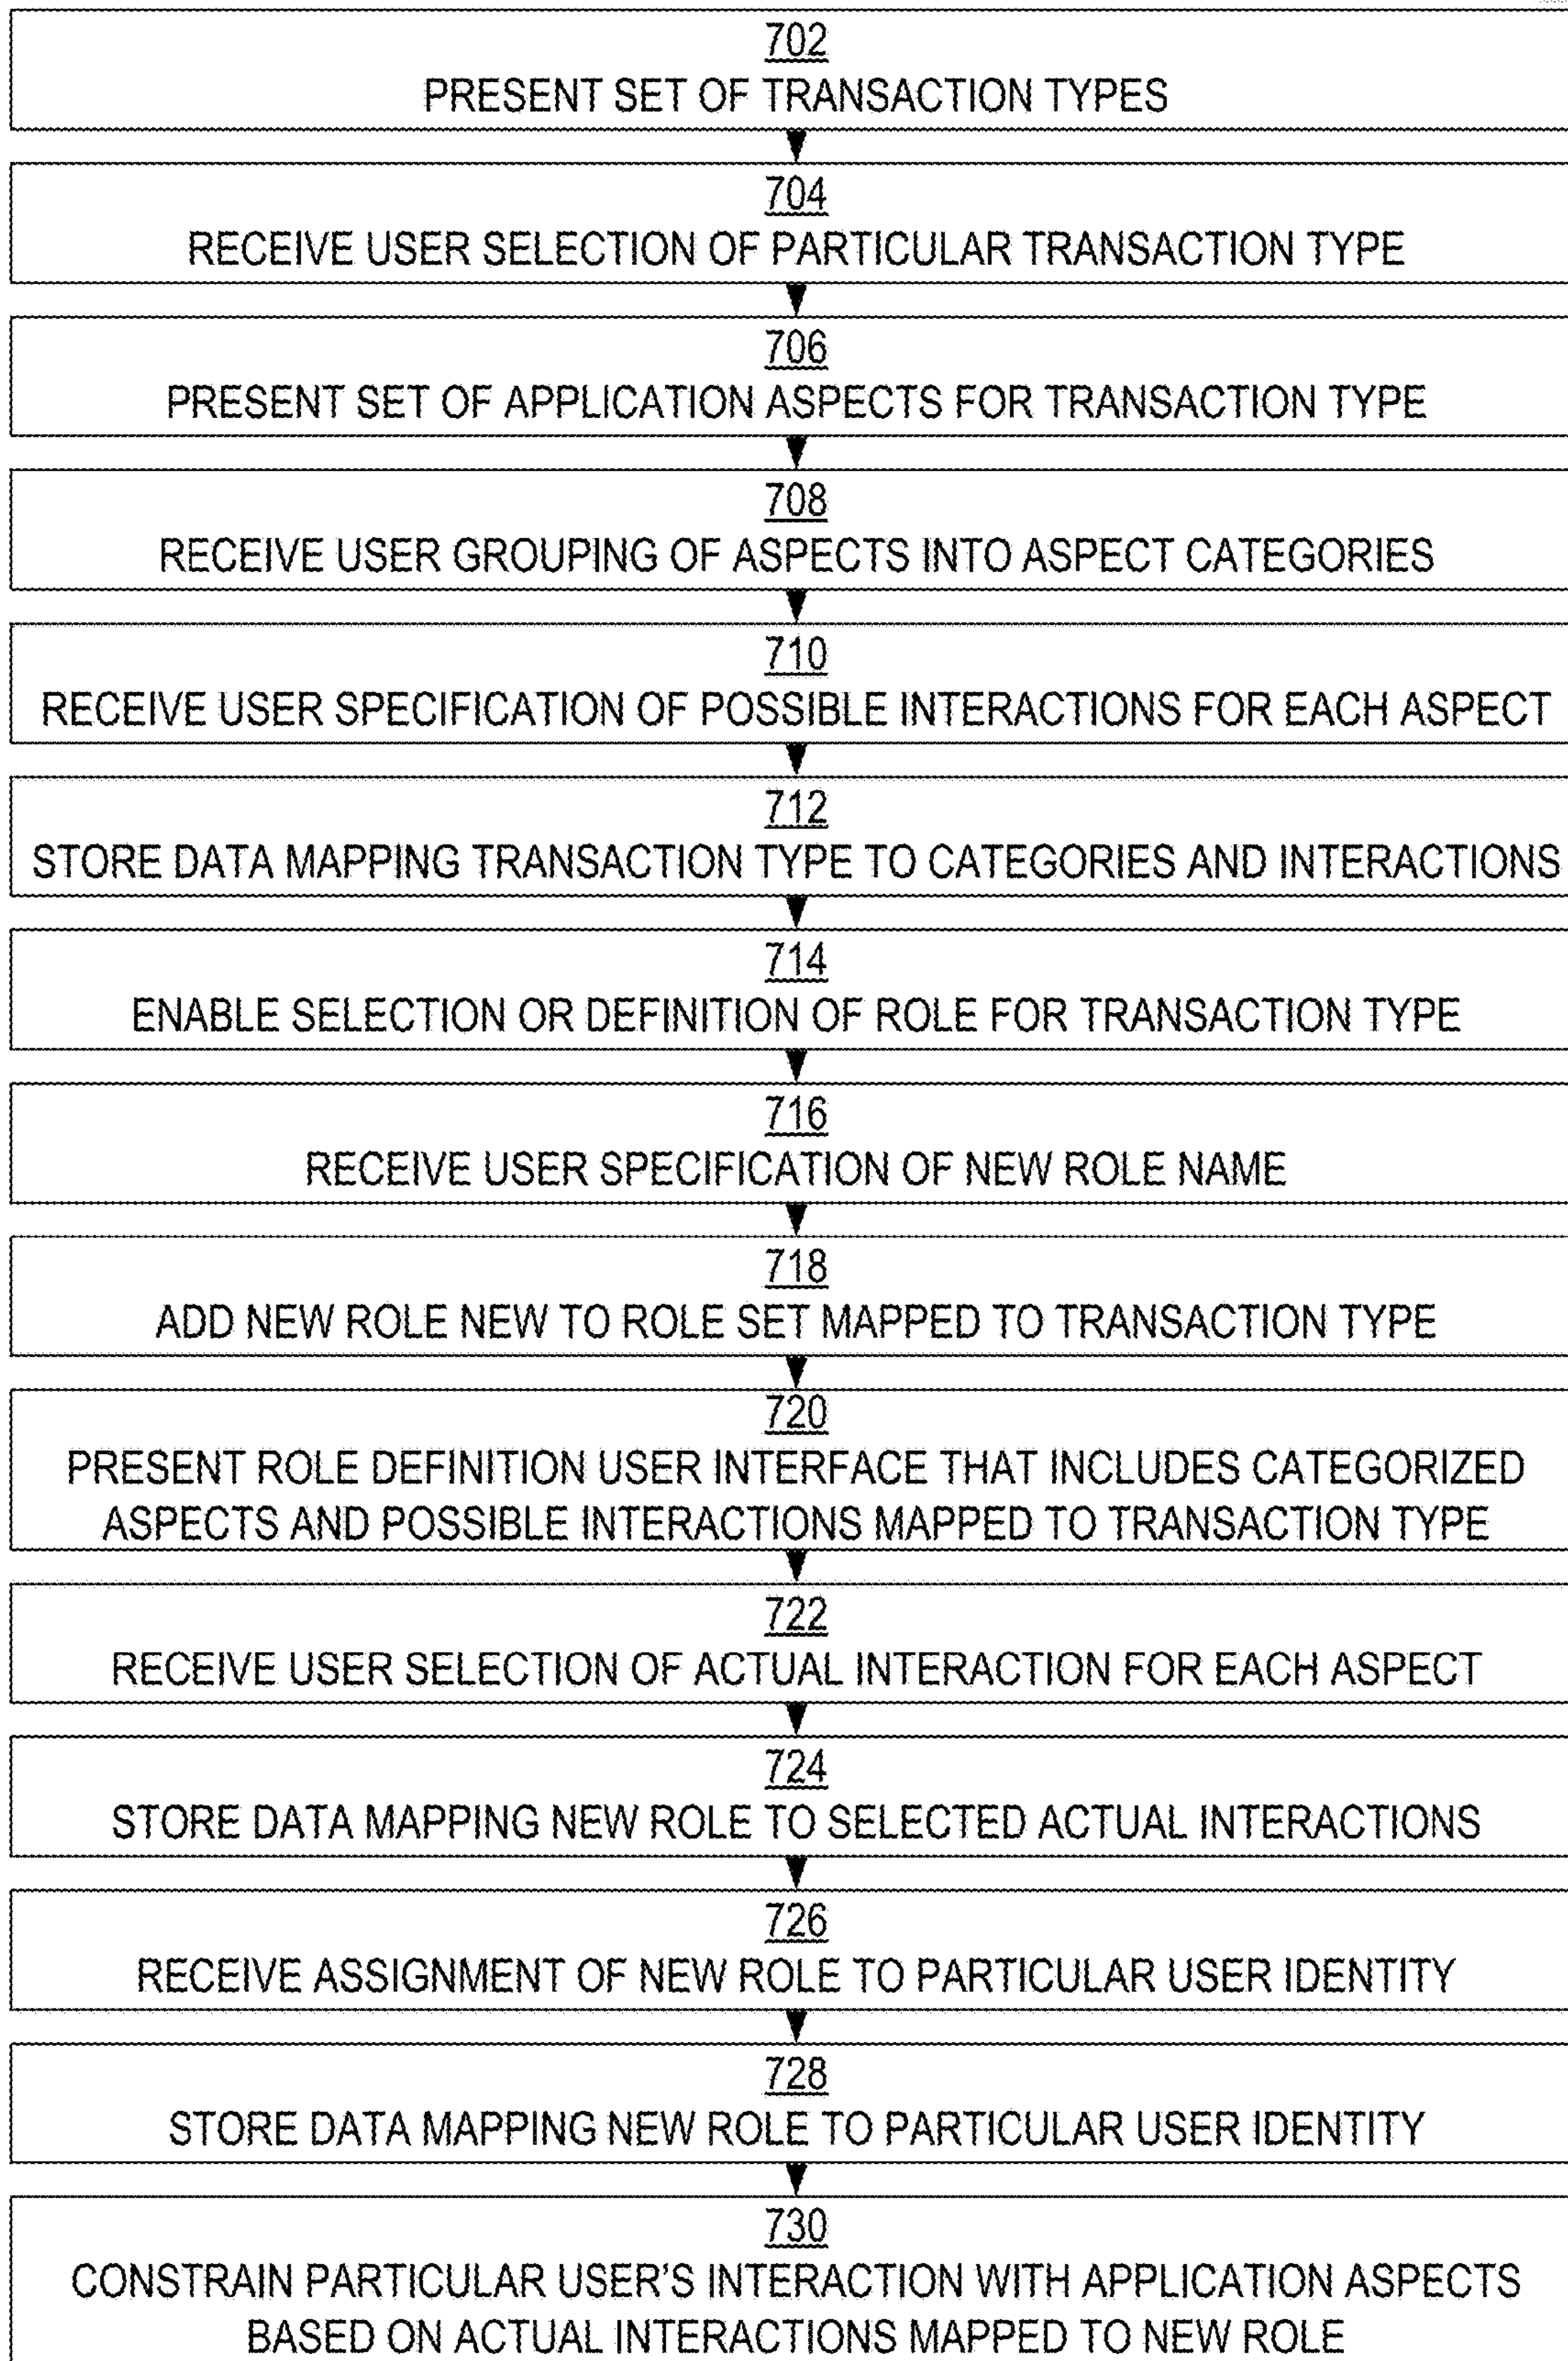 702
PRESENT SET OF TRANSACTION TYPES
704
RECEIVE USER SELECTION OF PARTICULAR TRANSACTION TYPE
706
PRESENT SET OF APPLICATION ASPECTS FOR TRANSACTION TYPE
708
RECEIVE USER GROUPING OF ASPECTS INTO ASPECT CATEGORIES
710
RECEIVE USER SPECIFICATION OF POSSIBLE INTERACTIONS FOR EACH ASPECT
712
STORE DATA MAPPING TRANSACTION TYPE TO CATEGORIES AND INTERACTIONS
714
ENABLE SELECTION OR DEFINITION OF ROLE FOR TRANSACTION TYPE
716
RECEIVE USER SPECIFICATION OF NEW ROLE NAME
718
ADD NEW ROLE NEW TO ROLE SET MAPPED TO TRANSACTION TYPE
720
PRESENT ROLE DEFINITION USER INTERFACE THAT INCLUDES CATEGORIZED
ASPECTS AND POSSIBLE INTERACTIONS MAPPED TO TRANSACTION TYPE
722
RECEIVE USER SELECTION OF ACTUAL INTERACTION FOR EACH ASPECT
724
STORE DATA MAPPING NEW ROLE TO SELECTED ACTUAL INTERACTIONS
726
RECEIVE ASSIGNMENT OF NEW ROLE TO PARTICULAR USER IDENTITY
728
STORE DATA MAPPING NEW ROLE TO PARTICULAR USER IDENTITY
730
CONSTRAIN PARTICULAR USER'S INTERACTION WITH APPLICATION ASPECTS
BASED ON ACTUAL INTERACTIONS MAPPED TO NEW ROLE